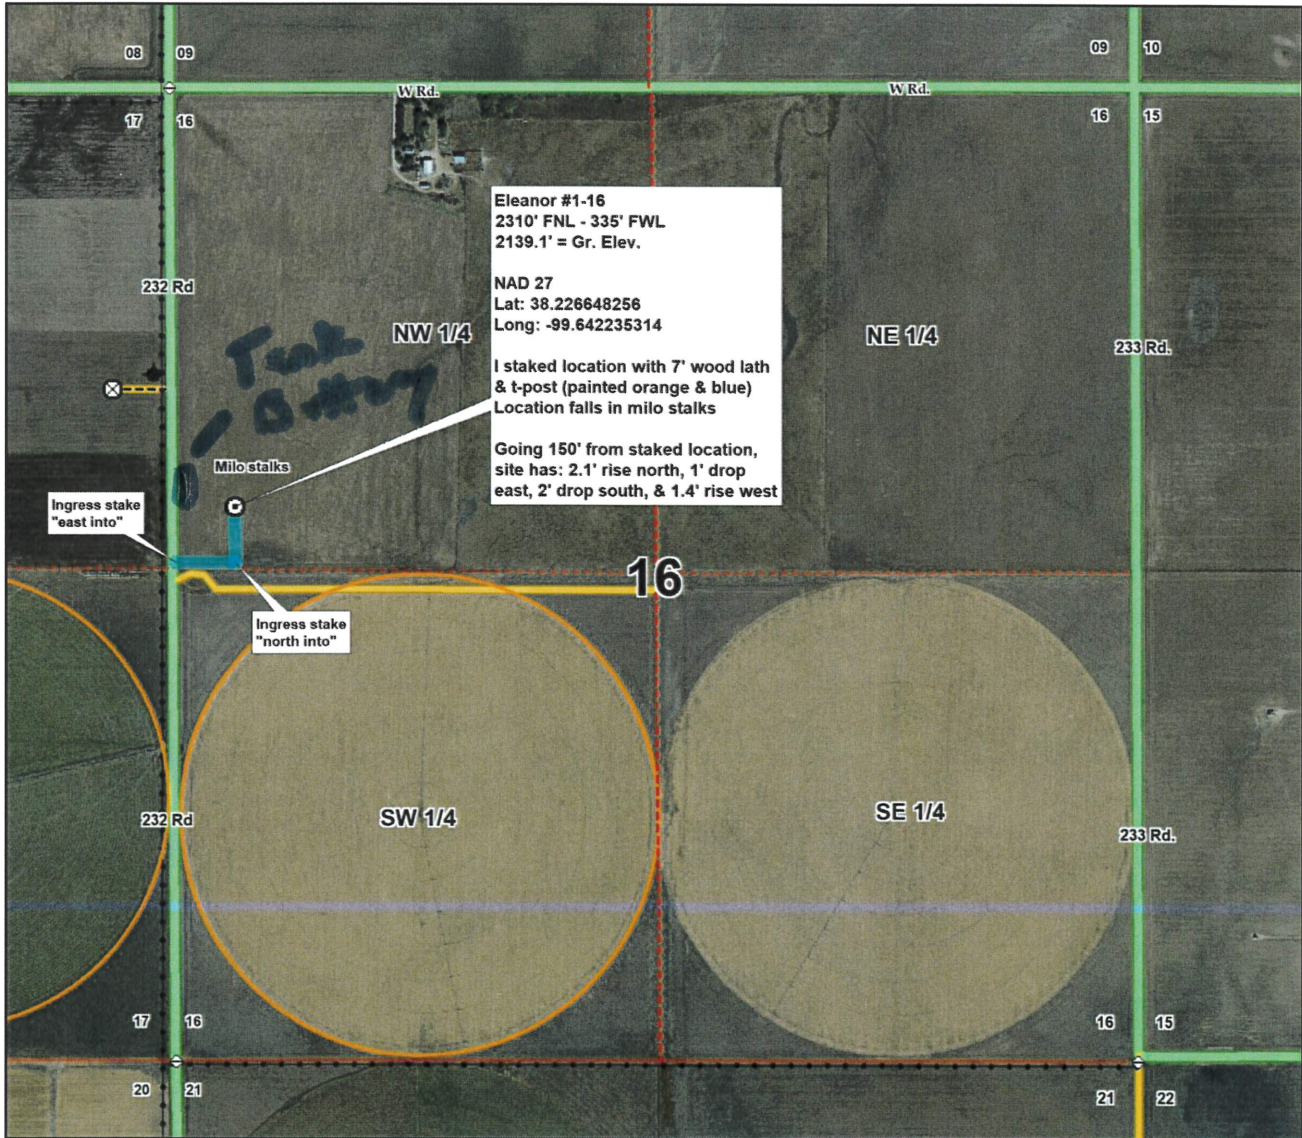 08 09
09 10
W Rd.
W Rd.
17 16
16 15
Eleanor #1-16
2310' FNL - 335' FWL
2139.1' = Gr. Elev.
NAD 27
Lat: 38.226648256
Long: -99.642235314
I staked location with 7' wood lath
& t-post (painted orange & blue)
Location falls in milo stalks
Going 150' from staked location,
site has: 2.1' rise north, 1' drop
east, 2' drop south, & 1.4' rise west
232 Rd
NW 1/4
NE 1/4
233 Rd.
Tank
Battery
Milo stalks
Ingress stake
"east into"
16
Ingress stake
"north into"
232 Rd
SW 1/4
SE 1/4
233 Rd.
17 16
16 15
20 21
21 22